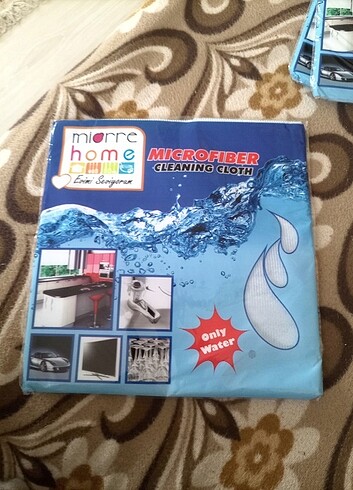 miorre
home
Evimi Seviyorum
MICROFIBER
CLEANING CLOTH
Only
Water
®